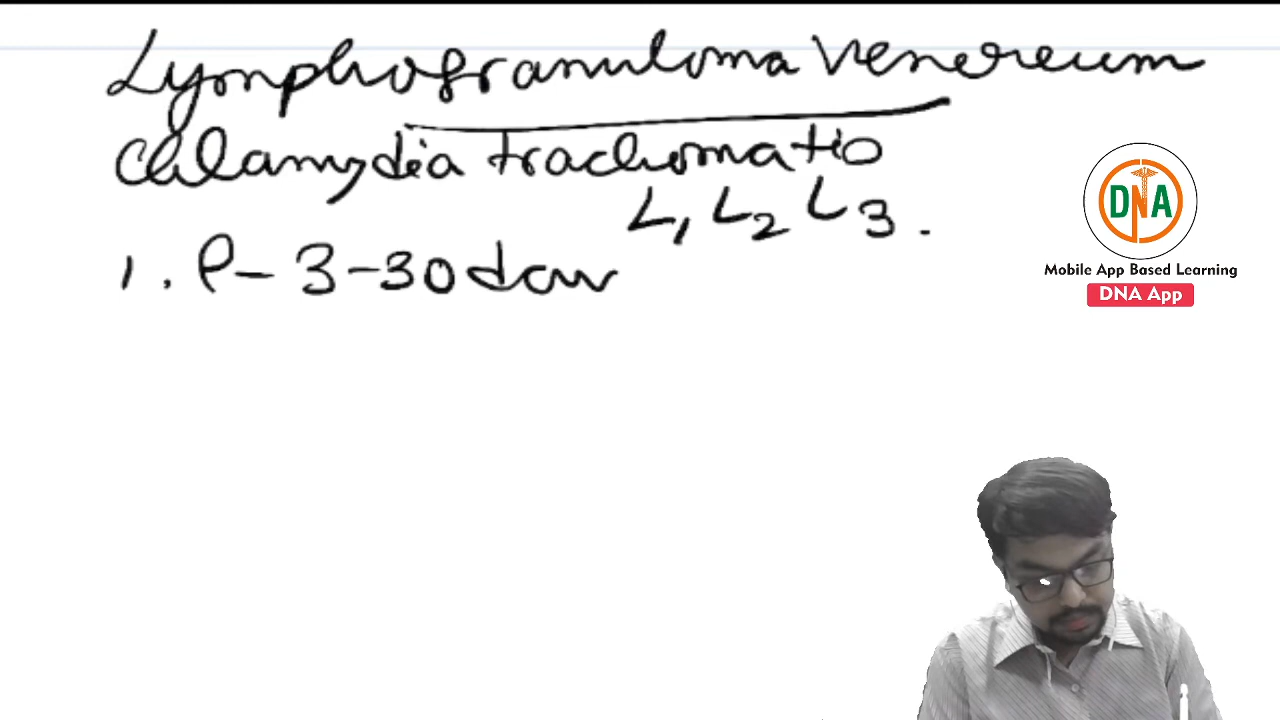 Lymphogranuloma Venereum
Chlamydia trachomatis
L1 L2 L3.
1. P - 3-30 day
DNA
Mobile App Based Learning
DNA App